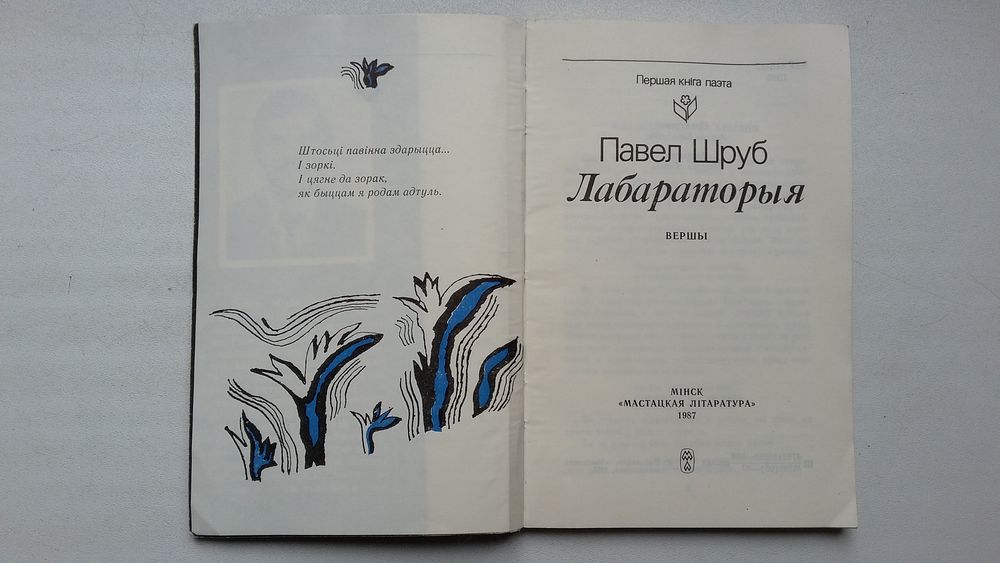 Штосьці павінна здарыцца...
І зоркі.
І цягне да зорак,
як быццам я родам адтуль.
Першая кніга паэта
Павел Шруб
Лабараторыя
ВЕРШЫ
МІНСК
«МАСТАЦКАЯ ЛІТАРАТУРА»
1987